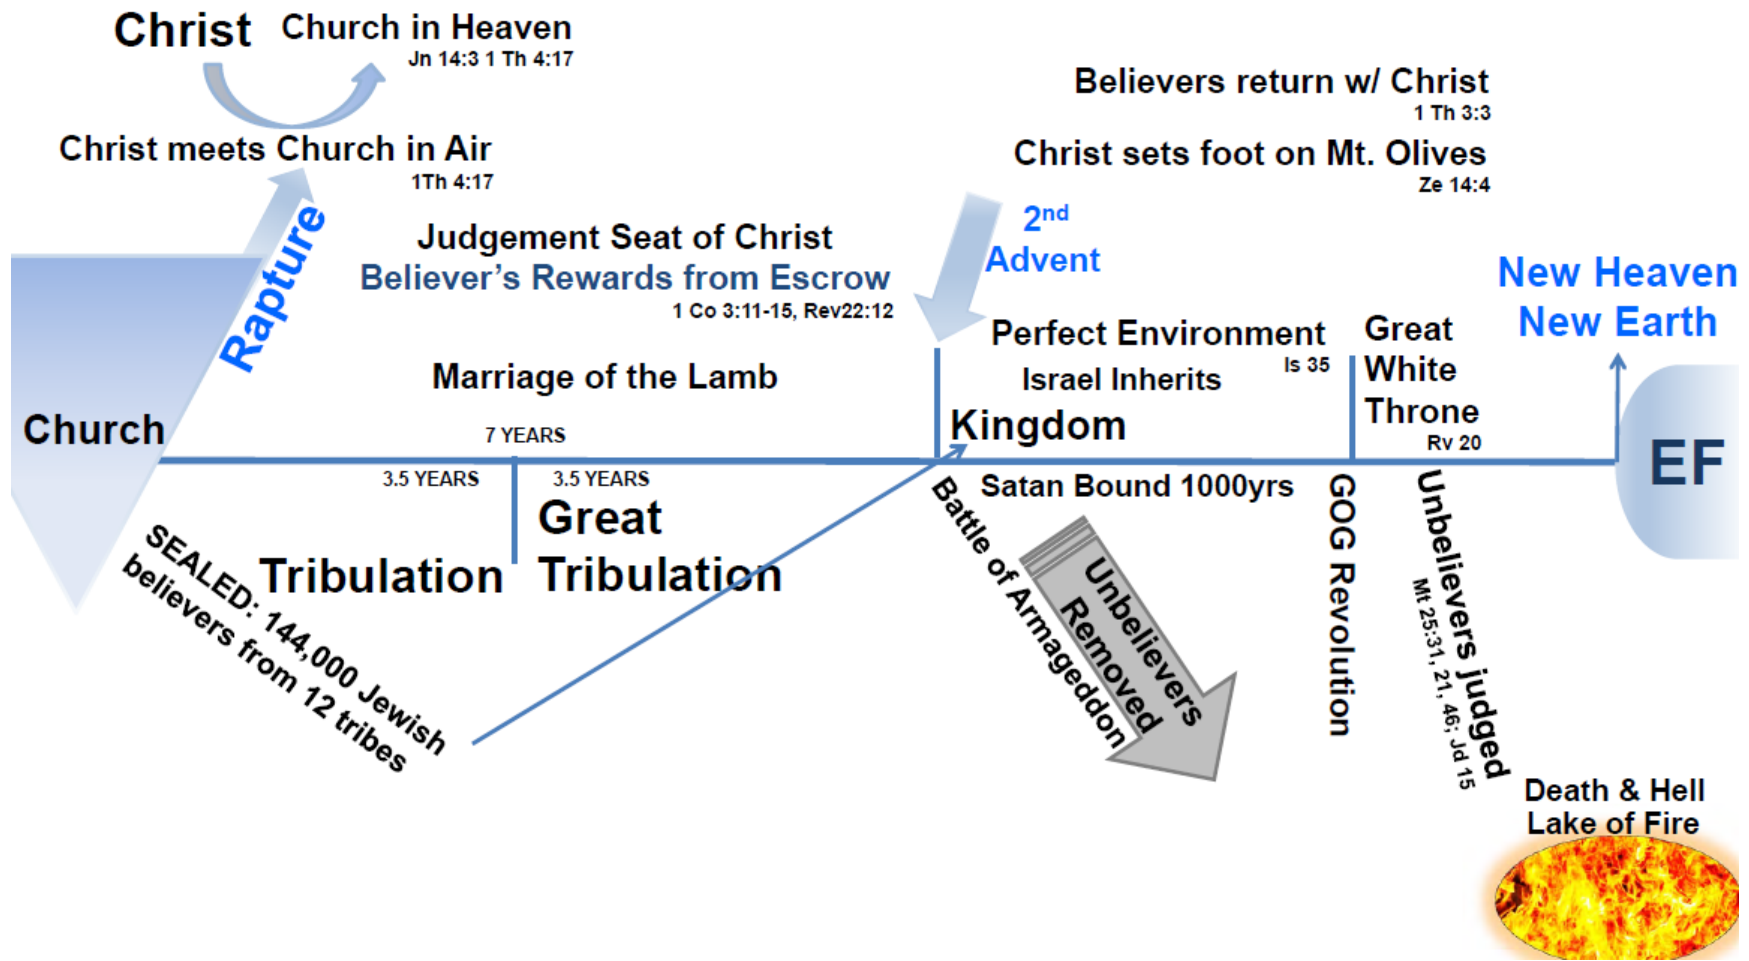 Christ
Church in Heaven
Jn 14:3 1 Th 4:17
Christ meets Church in Air
1Th 4:17
Rapture
Church
Judgement Seat of Christ
Believer's Rewards from Escrow
1 Co 3:11-15, Rev22:12
Marriage of the Lamb
7 YEARS
3.5 YEARS
3.5 YEARS
Tribulation
Great
Tribulation
SEALED: 144,000 Jewish
believers from 12 tribes
Believers return w/ Christ
1 Th 3:3
Christ sets foot on Mt. Olives
Ze 14:4
2nd
Advent
Perfect Environment
Is 35
Israel Inherits
Kingdom
Satan Bound 1000yrs
Battle of Armageddon
Unbelievers
Removed
GOG Revolution
Great
White
Throne
Rv 20
Unbelievers judged
Mt 25:31, 21, 46; Jd 15
New Heaven
New Earth
EF
Death & Hell
Lake of Fire